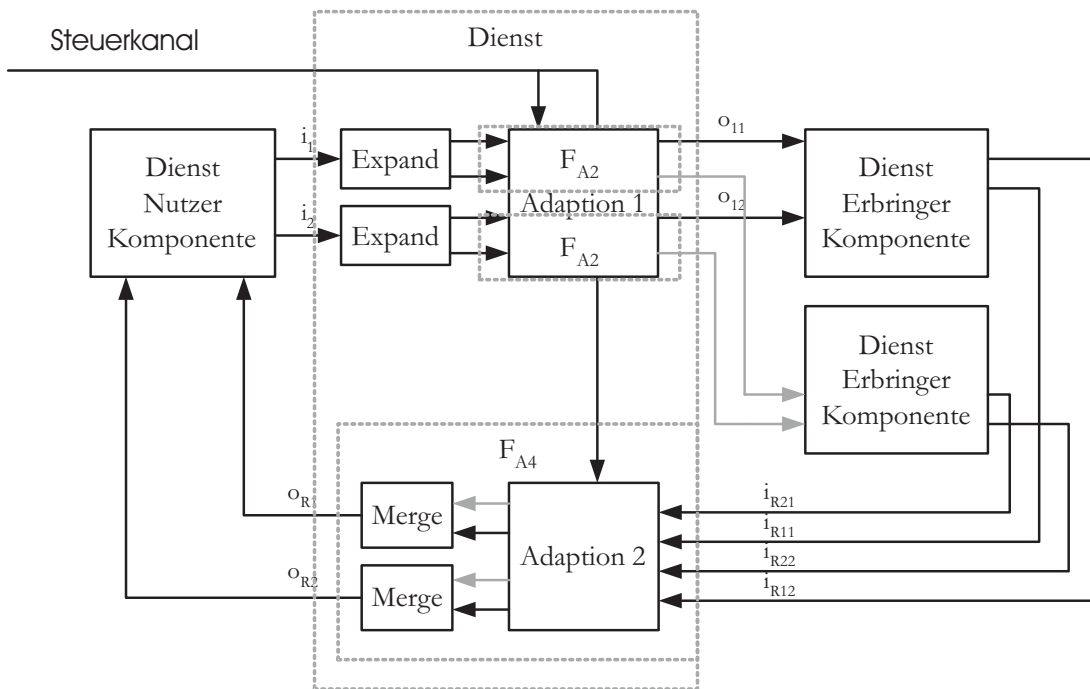 Steuerkanal
Dienst
i1
i2
Dienst
Nutzer
Komponente
Expand
Expand
FA2
Adaption 1
FA2
o11
o12
Dienst
Erbringer
Komponente
Dienst
Erbringer
Komponente
FA4
oR1
oR2
Merge
Merge
Adaption 2
iR21
iR11
iR22
iR12